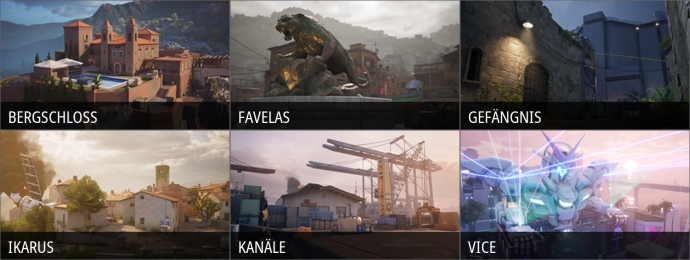 BERGSCHLOSS
FAVELAS
GEFÄNGNIS
IKARUS
KANÄLE
VICE